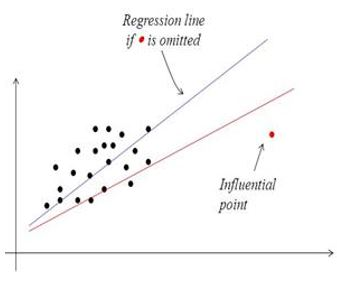 Regression line
if • is omitted
Influential
point